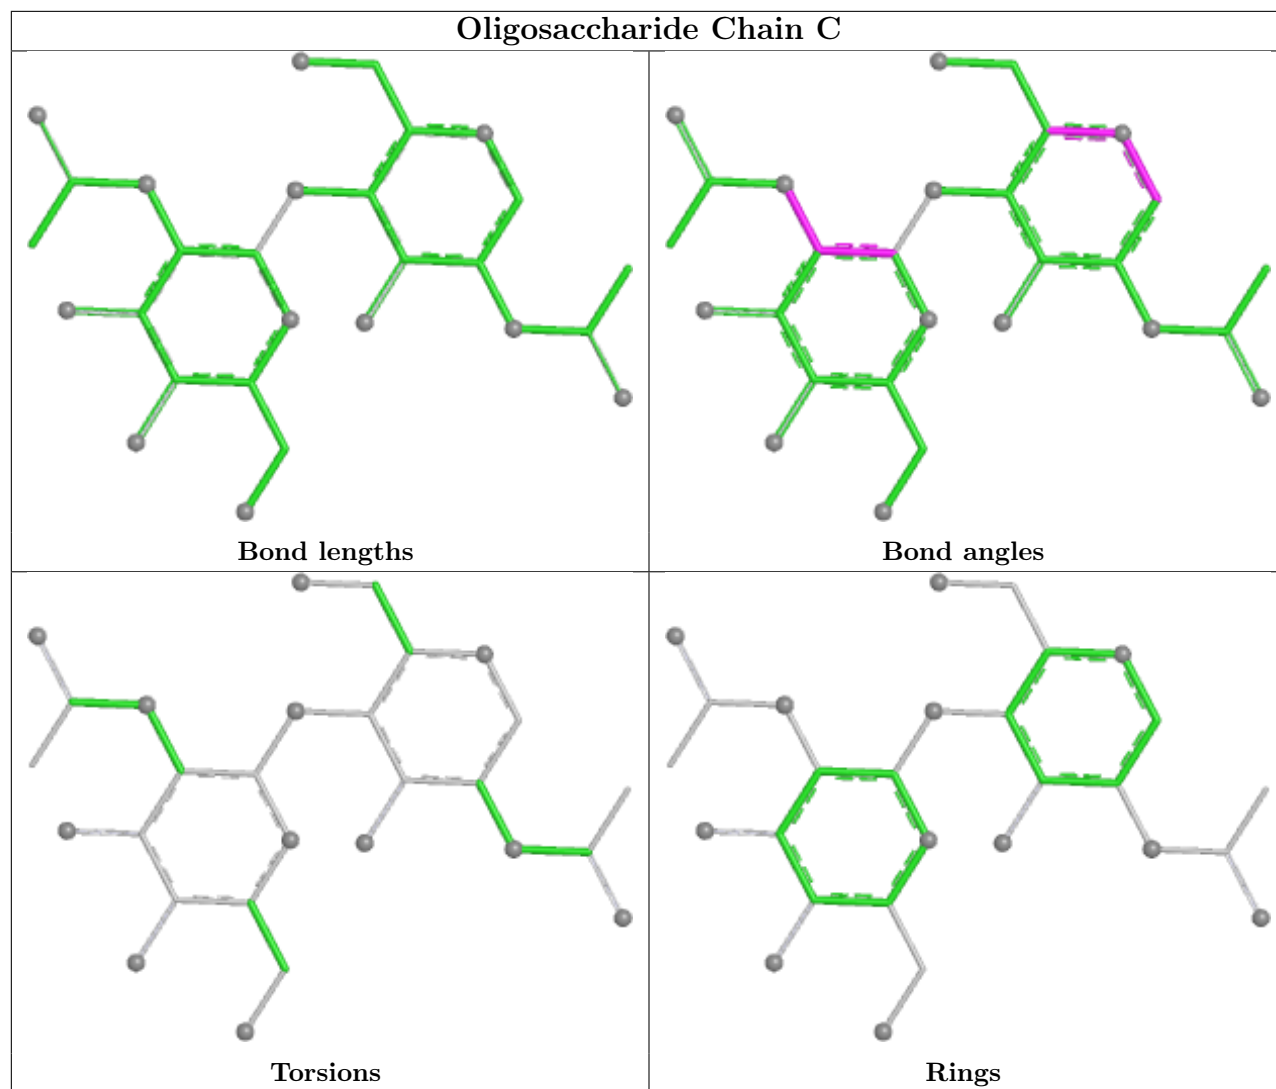 Oligosaccharide Chain C
Bond lengths
Bond angles
Torsions
Rings